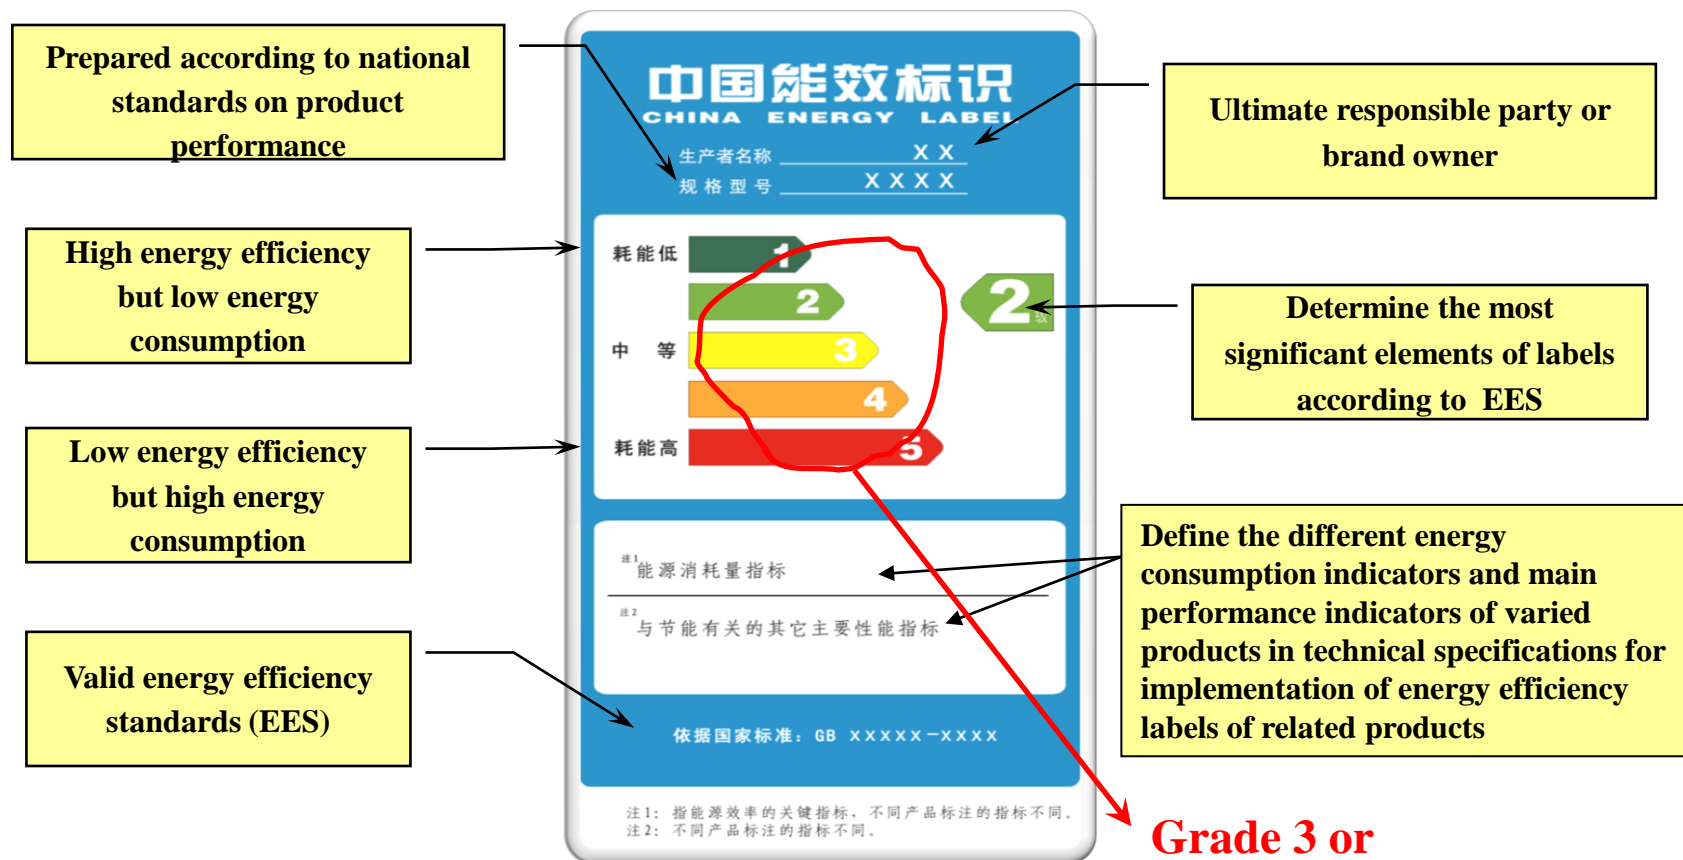 Prepared according to national
standards on product
performance
High energy efficiency
but low energy
consumption
Low energy efficiency
but high energy
consumption
Valid energy efficiency
standards (EES)
中国能效标识
CHINA ENERGY LABEL
生产者名称 X X
规格型号 X X X X
耗能低
1
2
中 等
3
4
耗能高
5
2级
注1能源消耗量指标
注2与节能有关的其它主要性能指标
依据国家标准：GB XXXXX—XXXX
注1：指能源效率的关键指标，不同产品标注的指标不同。
注2：不同产品标注的指标不同。
Ultimate responsible party or
brand owner
Determine the most
significant elements of labels
according to EES
Define the different energy
consumption indicators and main
performance indicators of varied
products in technical specifications for
implementation of energy efficiency
labels of related products
Grade 3 or